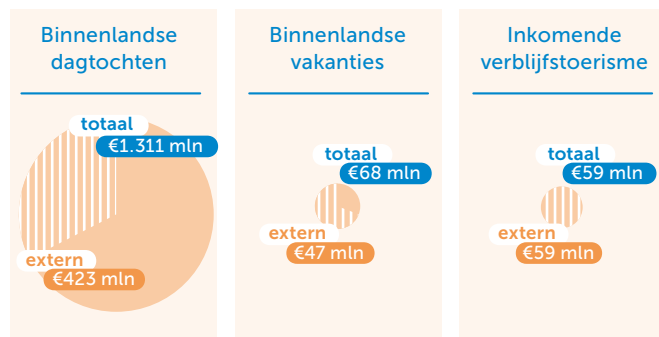 Binnenlandse
dagtochten
totaal
€1.311 mln
extern
€423 mln
Binnenlandse
vakanties
totaal
€68 mln
extern
€47 mln
Inkomende
verblijfstoerisme
totaal
€59 mln
extern
€59 mln